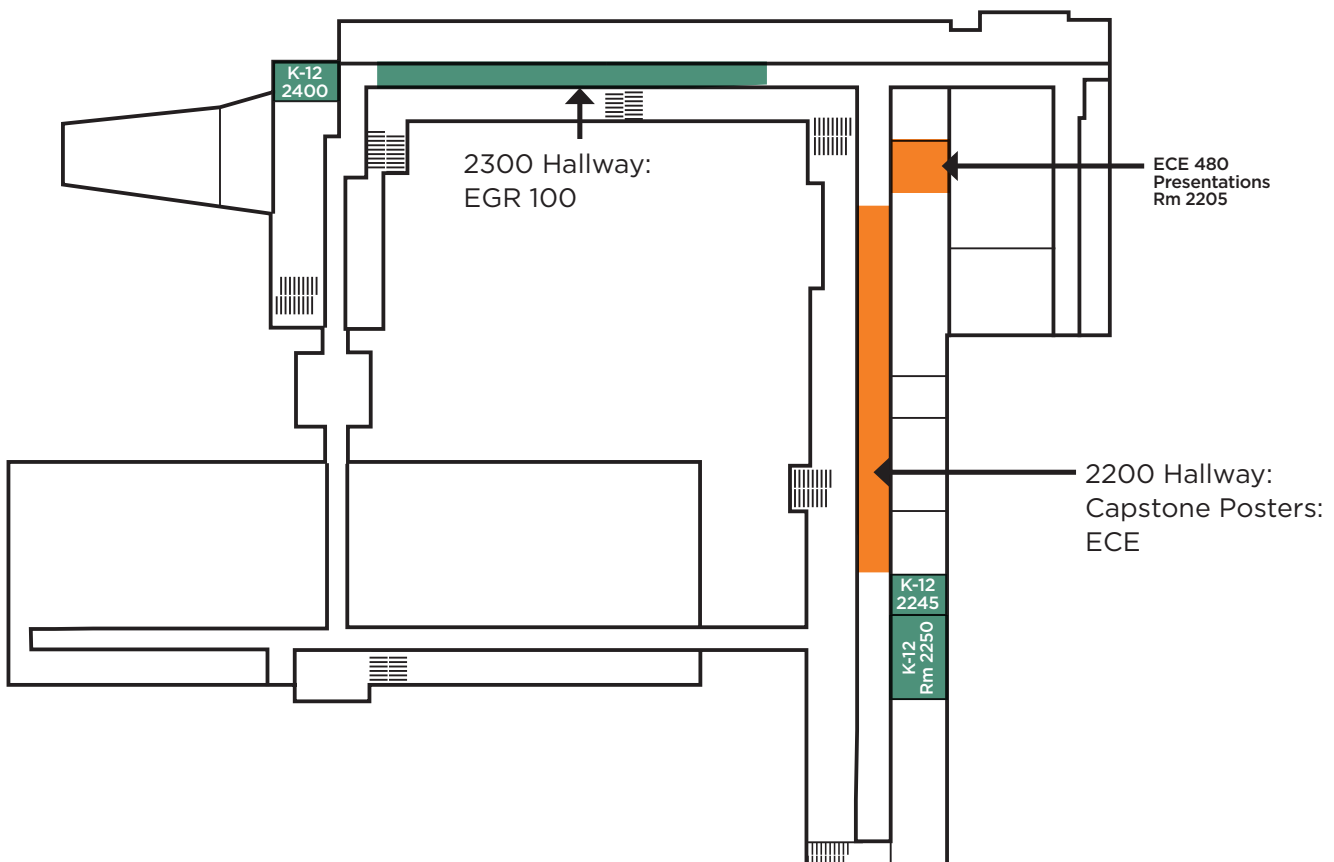 K-12
2400
2300 Hallway:
EGR 100
ECE 480
Presentations
Rm 2205
2200 Hallway:
Capstone Posters:
ECE
K-12
2245
K-12
Rm 2250